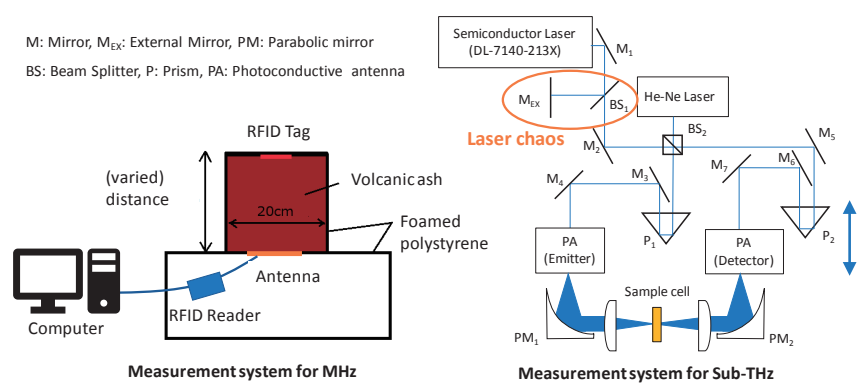 M: Mirror, MEX: External Mirror, PM: Parabolic mirror
BS: Beam Splitter, P: Prism, PA: Photoconductive antenna
RFID Tag
(varied)
distance
Volcanic ash
20cm
Foamed
polystyrene
Antenna
RFID Reader
Computer
Measurement system for MHz
Semiconductor Laser
(DL-7140-213X)
M1
MEX
BS1
He-Ne Laser
Laser chaos
BS2
M2
M5
M4
M3
M7
M6
P1
P2
PA
(Emitter)
PA
(Detector)
Sample cell
PM1
PM2
Measurement system for Sub-THz